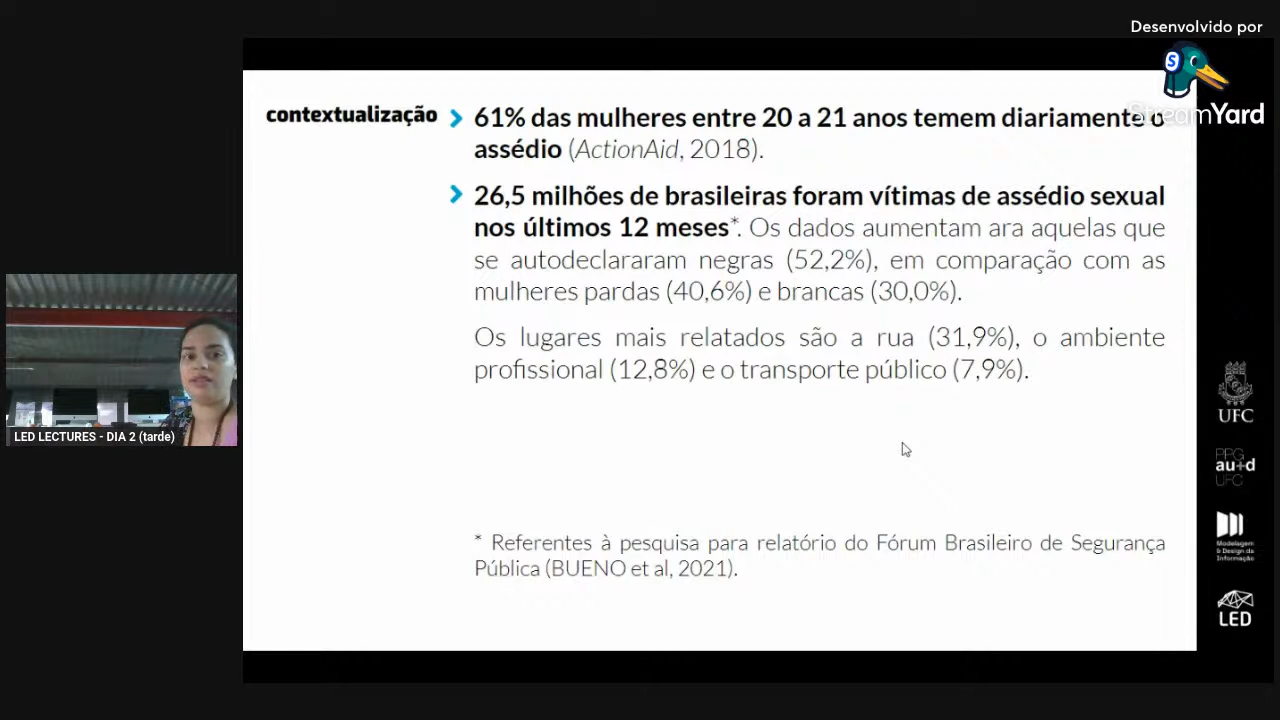 Desenvolvido por
StreamYard
contextualização
61% das mulheres entre 20 a 21 anos temem diariamente o
assédio (ActionAid, 2018).
26,5 milhões de brasileiras foram vítimas de assédio sexual
nos últimos 12 meses*. Os dados aumentam ara aquelas que
se autodeclararam negras (52,2%), em comparação com as
mulheres pardas (40,6%) e brancas (30,0%).
Os lugares mais relatados são a rua (31,9%), o ambiente
profissional (12,8%) e o transporte público (7,9%).
* Referentes à pesquisa para relatório do Fórum Brasileiro de Segurança
Pública (BUENO et al, 2021).
LED LECTURES - DIA 2 (tarde)
UFC
PPG
au+d
UFC
Modelagem
& Design da
Informação
LED